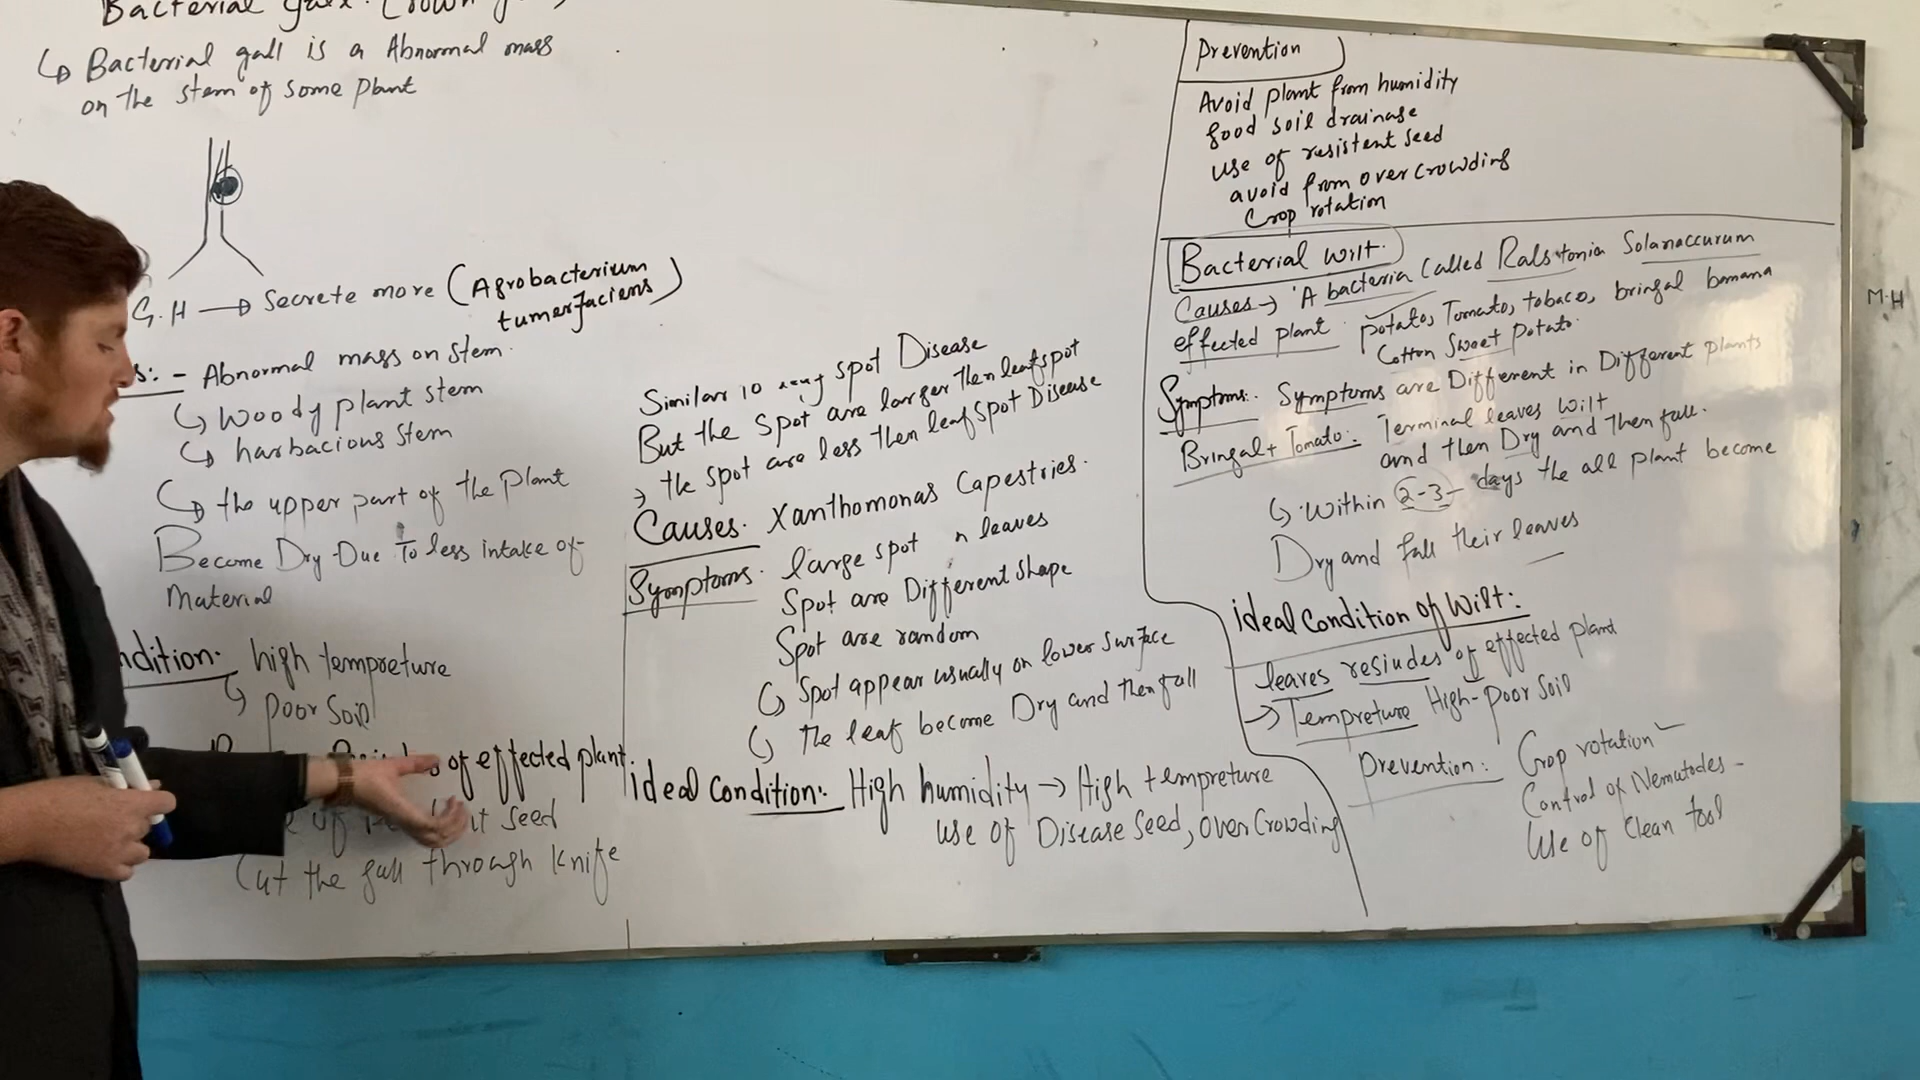 Bacterial gall.
↳ Bacterial gall is a Abnormal mass
on the stem of some plant
G.H → Secrete more (Agrobacterium
tumerfaciens)
s: - Abnormal mass on stem.
↳ Woody plant stem
↳ harbacious stem
↳ the upper part of the plant
Become Dry Due To less intake of
Material
ndition. high tempreture
↳ poor soil
of effected plant.
seed
Cut the gall through knife
Similar to spot Disease
But the spot are larger then leafspot
→ the spot are less then leafspot Disease
Causes. Xanthomonas Capestries.
Symptoms. large spot n leaves
Spot are Different shape
Spot are random
↳ Spot appear usually on lower surface
↳ The leaf become Dry and then fall
ideal Condition:. High humidity → High tempreture
use of Disease seed, over Crowding
Prevention
Avoid plant from humidity
good soil drainase
use of resistent seed
avoid from over crowding
Crop rotation
Bacterial wilt.
Causes → A bacteria Called Ralstonia Solanaccurum
effected plant. potato, Tomato, tobaco, bringal banana
Cotton Sweet potato.
Symptoms:. Symptoms are Different in Different plants
Bringal + Tomato:. Terminal leaves wilt
and then Dry and then fall.
↳ Within 2-3- days the all plant become
Dry and fall their leaves
ideal Condition of Wilt:
leaves resiudes of effected plant
→ Tempreture High-poor soil
prevention: Crop rotation
Control of Nematodes -
Use of Clean tool
M.H